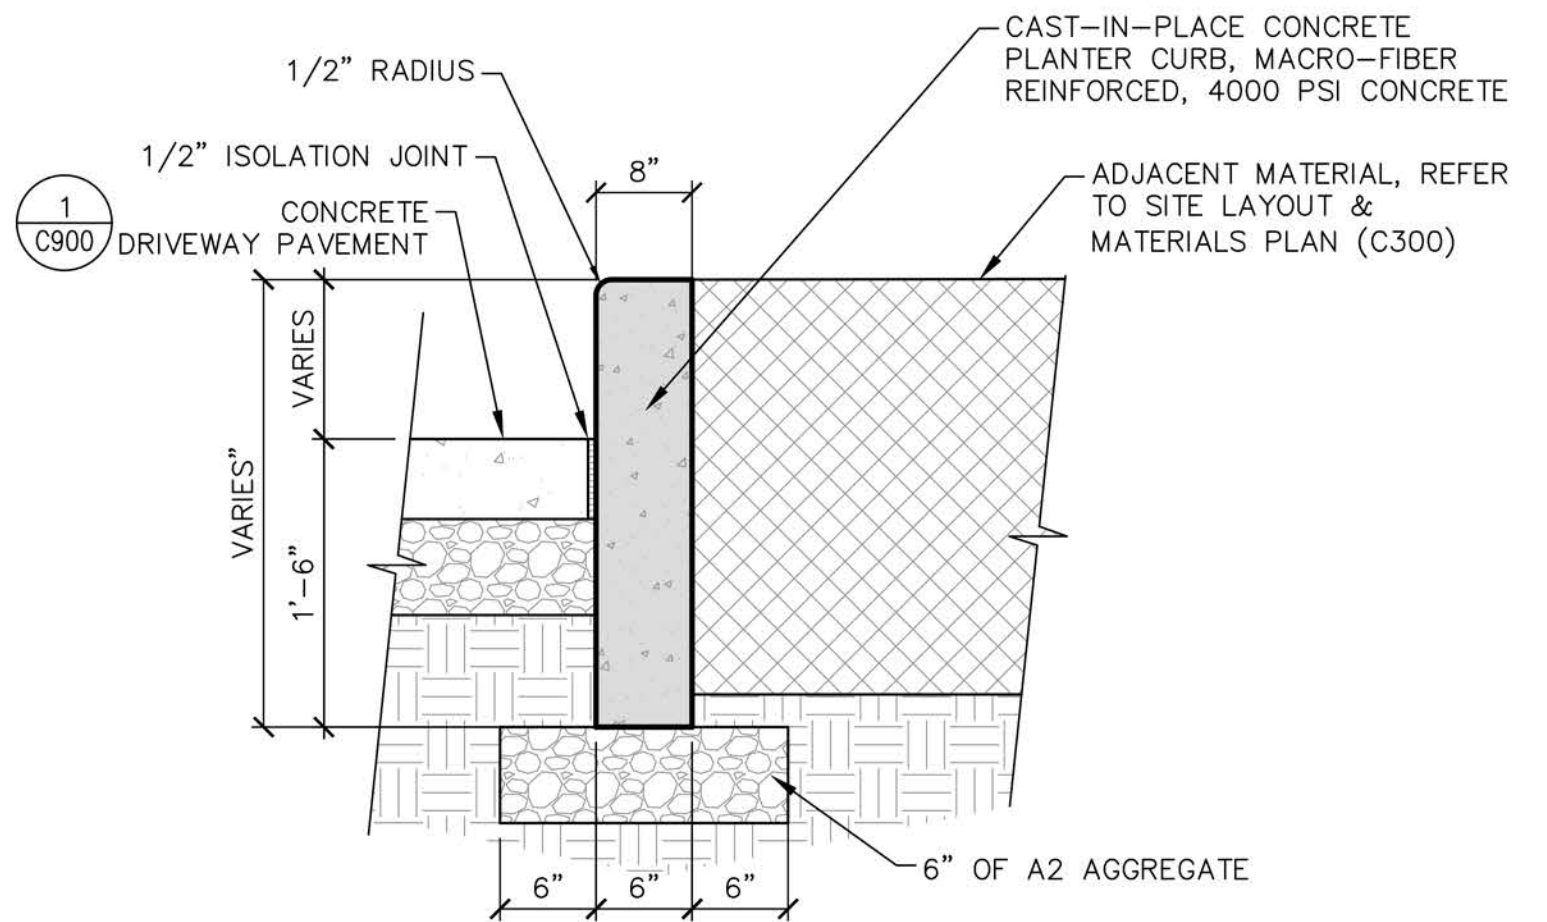 CAST-IN-PLACE CONCRETE
PLANTER CURB, MACRO-FIBER
REINFORCED, 4000 PSI CONCRETE
1/2" RADIUS
1/2" ISOLATION JOINT
8"
ADJACENT MATERIAL, REFER
TO SITE LAYOUT &
MATERIALS PLAN (C300)
1
C900
CONCRETE
DRIVEWAY PAVEMENT
VARIES
VARIES"
1'-6"
6" OF A2 AGGREGATE
6"
6"
6"